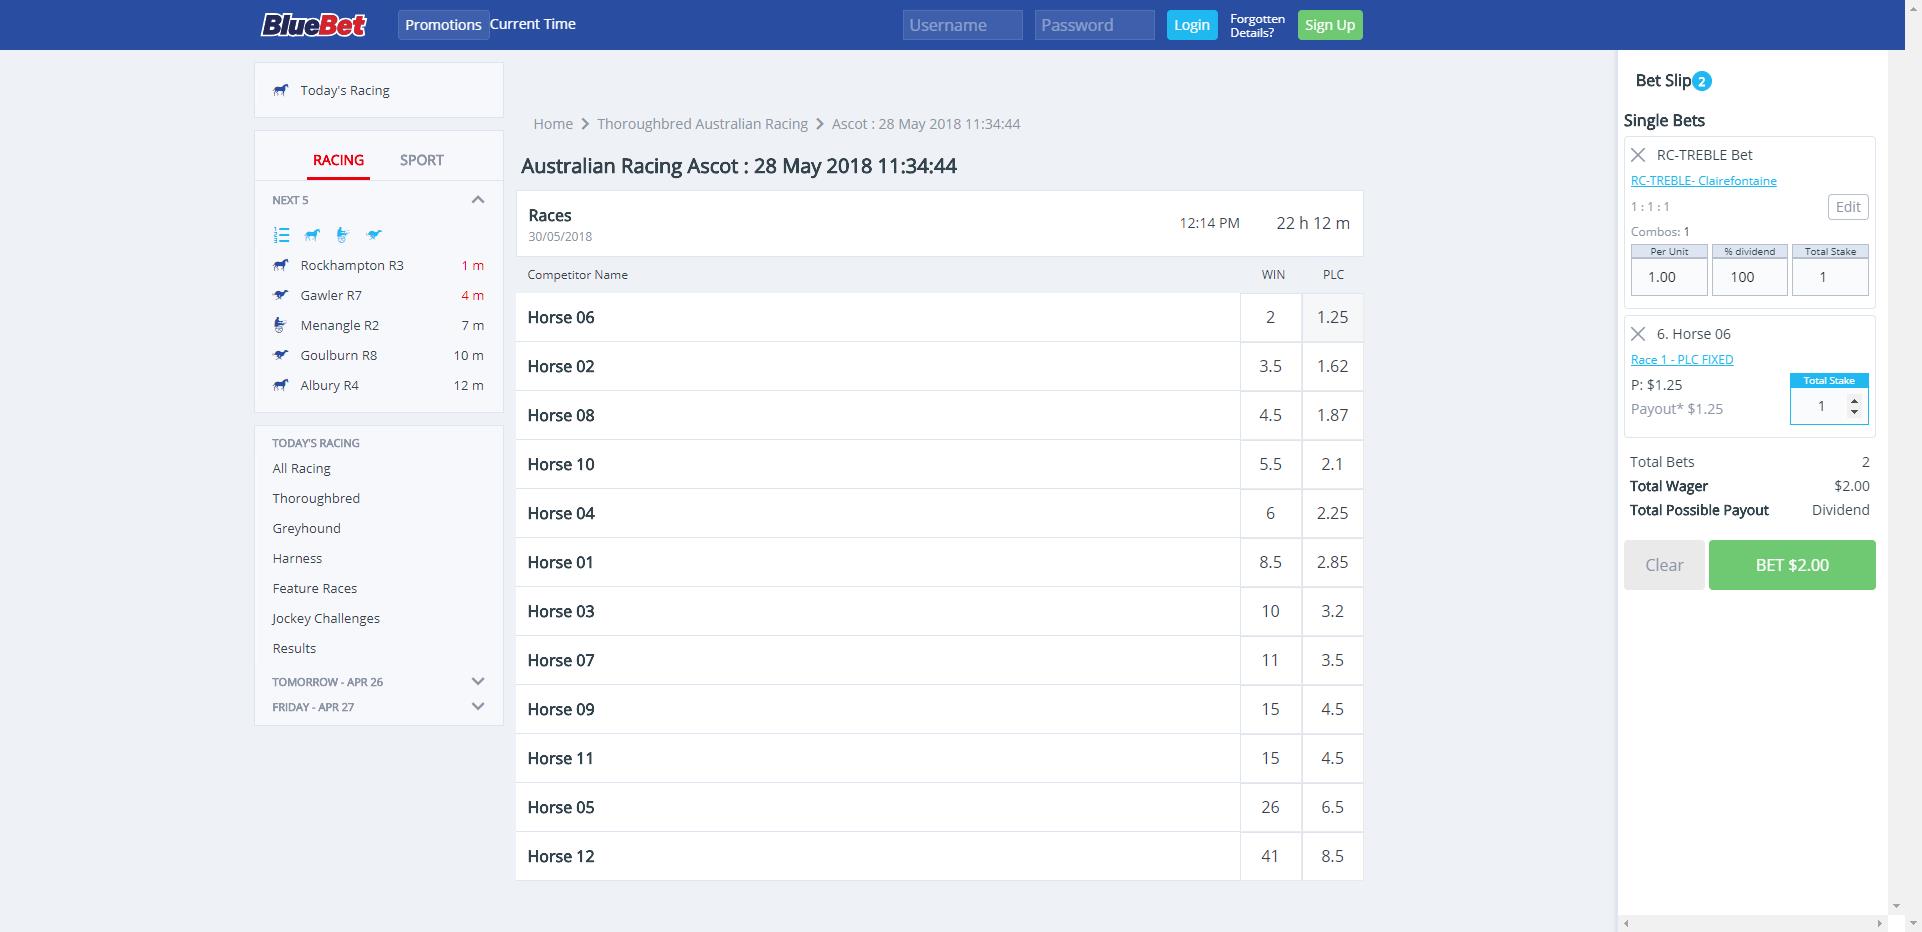 BlueBet
Promotions Current Time
Username
Password
Login
Forgotten
Details?
Sign Up
Today's Racing
RACING SPORT
NEXT 5
Rockhampton R3 1 m
Gawler R7 4 m
Menangle R2 7 m
Goulburn R8 10 m
Albury R4 12 m
TODAY'S RACING
All Racing
Thoroughbred
Greyhound
Harness
Feature Races
Jockey Challenges
Results
TOMORROW - APR 26
FRIDAY - APR 27
Home Thoroughbred Australian Racing Ascot : 28 May 2018 11:34:44
Australian Racing Ascot : 28 May 2018 11:34:44
Races
30/05/2018
12:14 PM 22 h 12 m
Competitor Name WIN PLC
Horse 06 2 1.25
Horse 02 3.5 1.62
Horse 08 4.5 1.87
Horse 10 5.5 2.1
Horse 04 6 2.25
Horse 01 8.5 2.85
Horse 03 10 3.2
Horse 07 11 3.5
Horse 09 15 4.5
Horse 11 15 4.5
Horse 05 26 6.5
Horse 12 41 8.5
Bet Slip 2
Single Bets
RC-TREBLE Bet
RC-TREBLE- Clairefontaine
1 : 1 : 1 Edit
Combos: 1
Per Unit % dividend Total Stake
1.00 100 1
6. Horse 06
Race 1 - PLC FIXED
P: $1.25
Payout* $1.25
Total Stake
1
Total Bets 2
Total Wager $2.00
Total Possible Payout Dividend
Clear BET $2.00